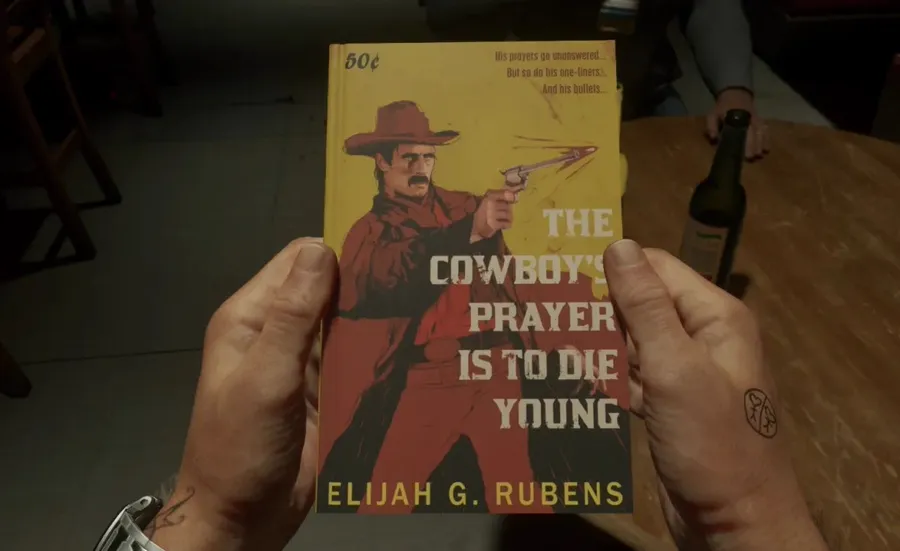 50¢
His prayers go unanswered...
But so do his one-liners...
And his bullets...
THE
COWBOY'S
PRAYER
IS TO DIE
YOUNG
ELIJAH G. RUBENS